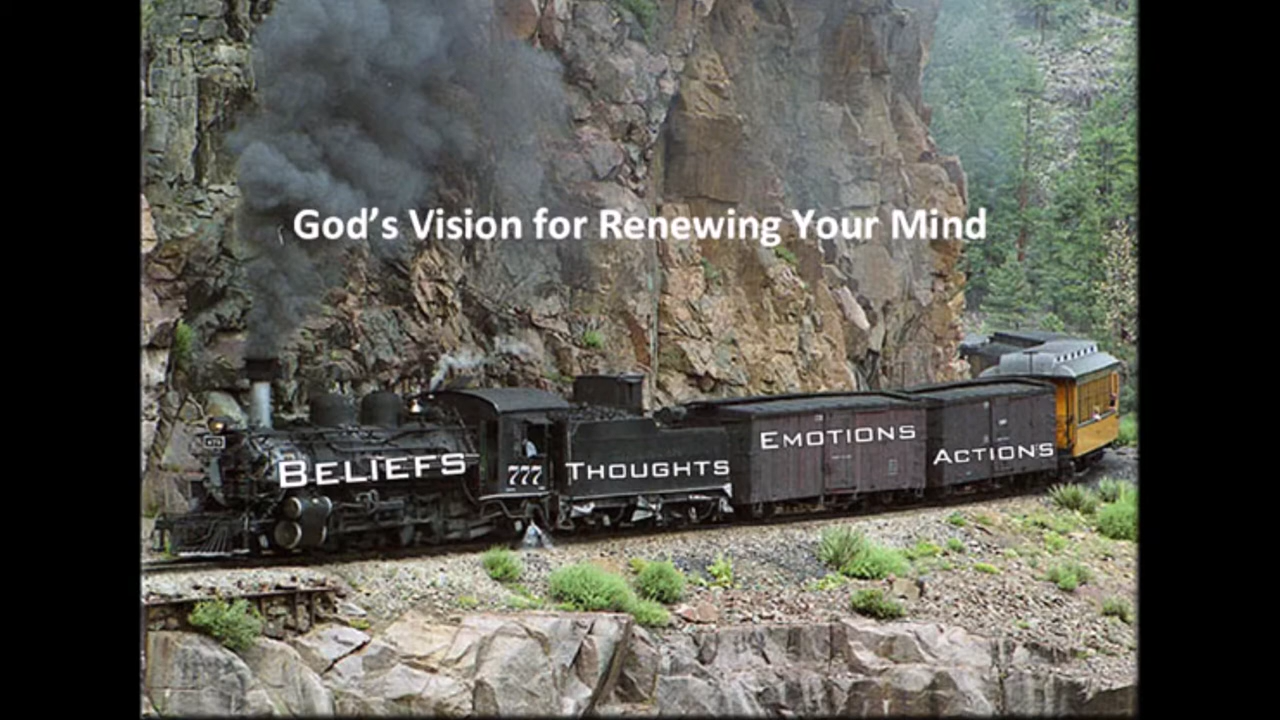 God's Vision for Renewing Your Mind
BELIEFS
777
THOUGHTS
EMOTIONS
ACTIONS